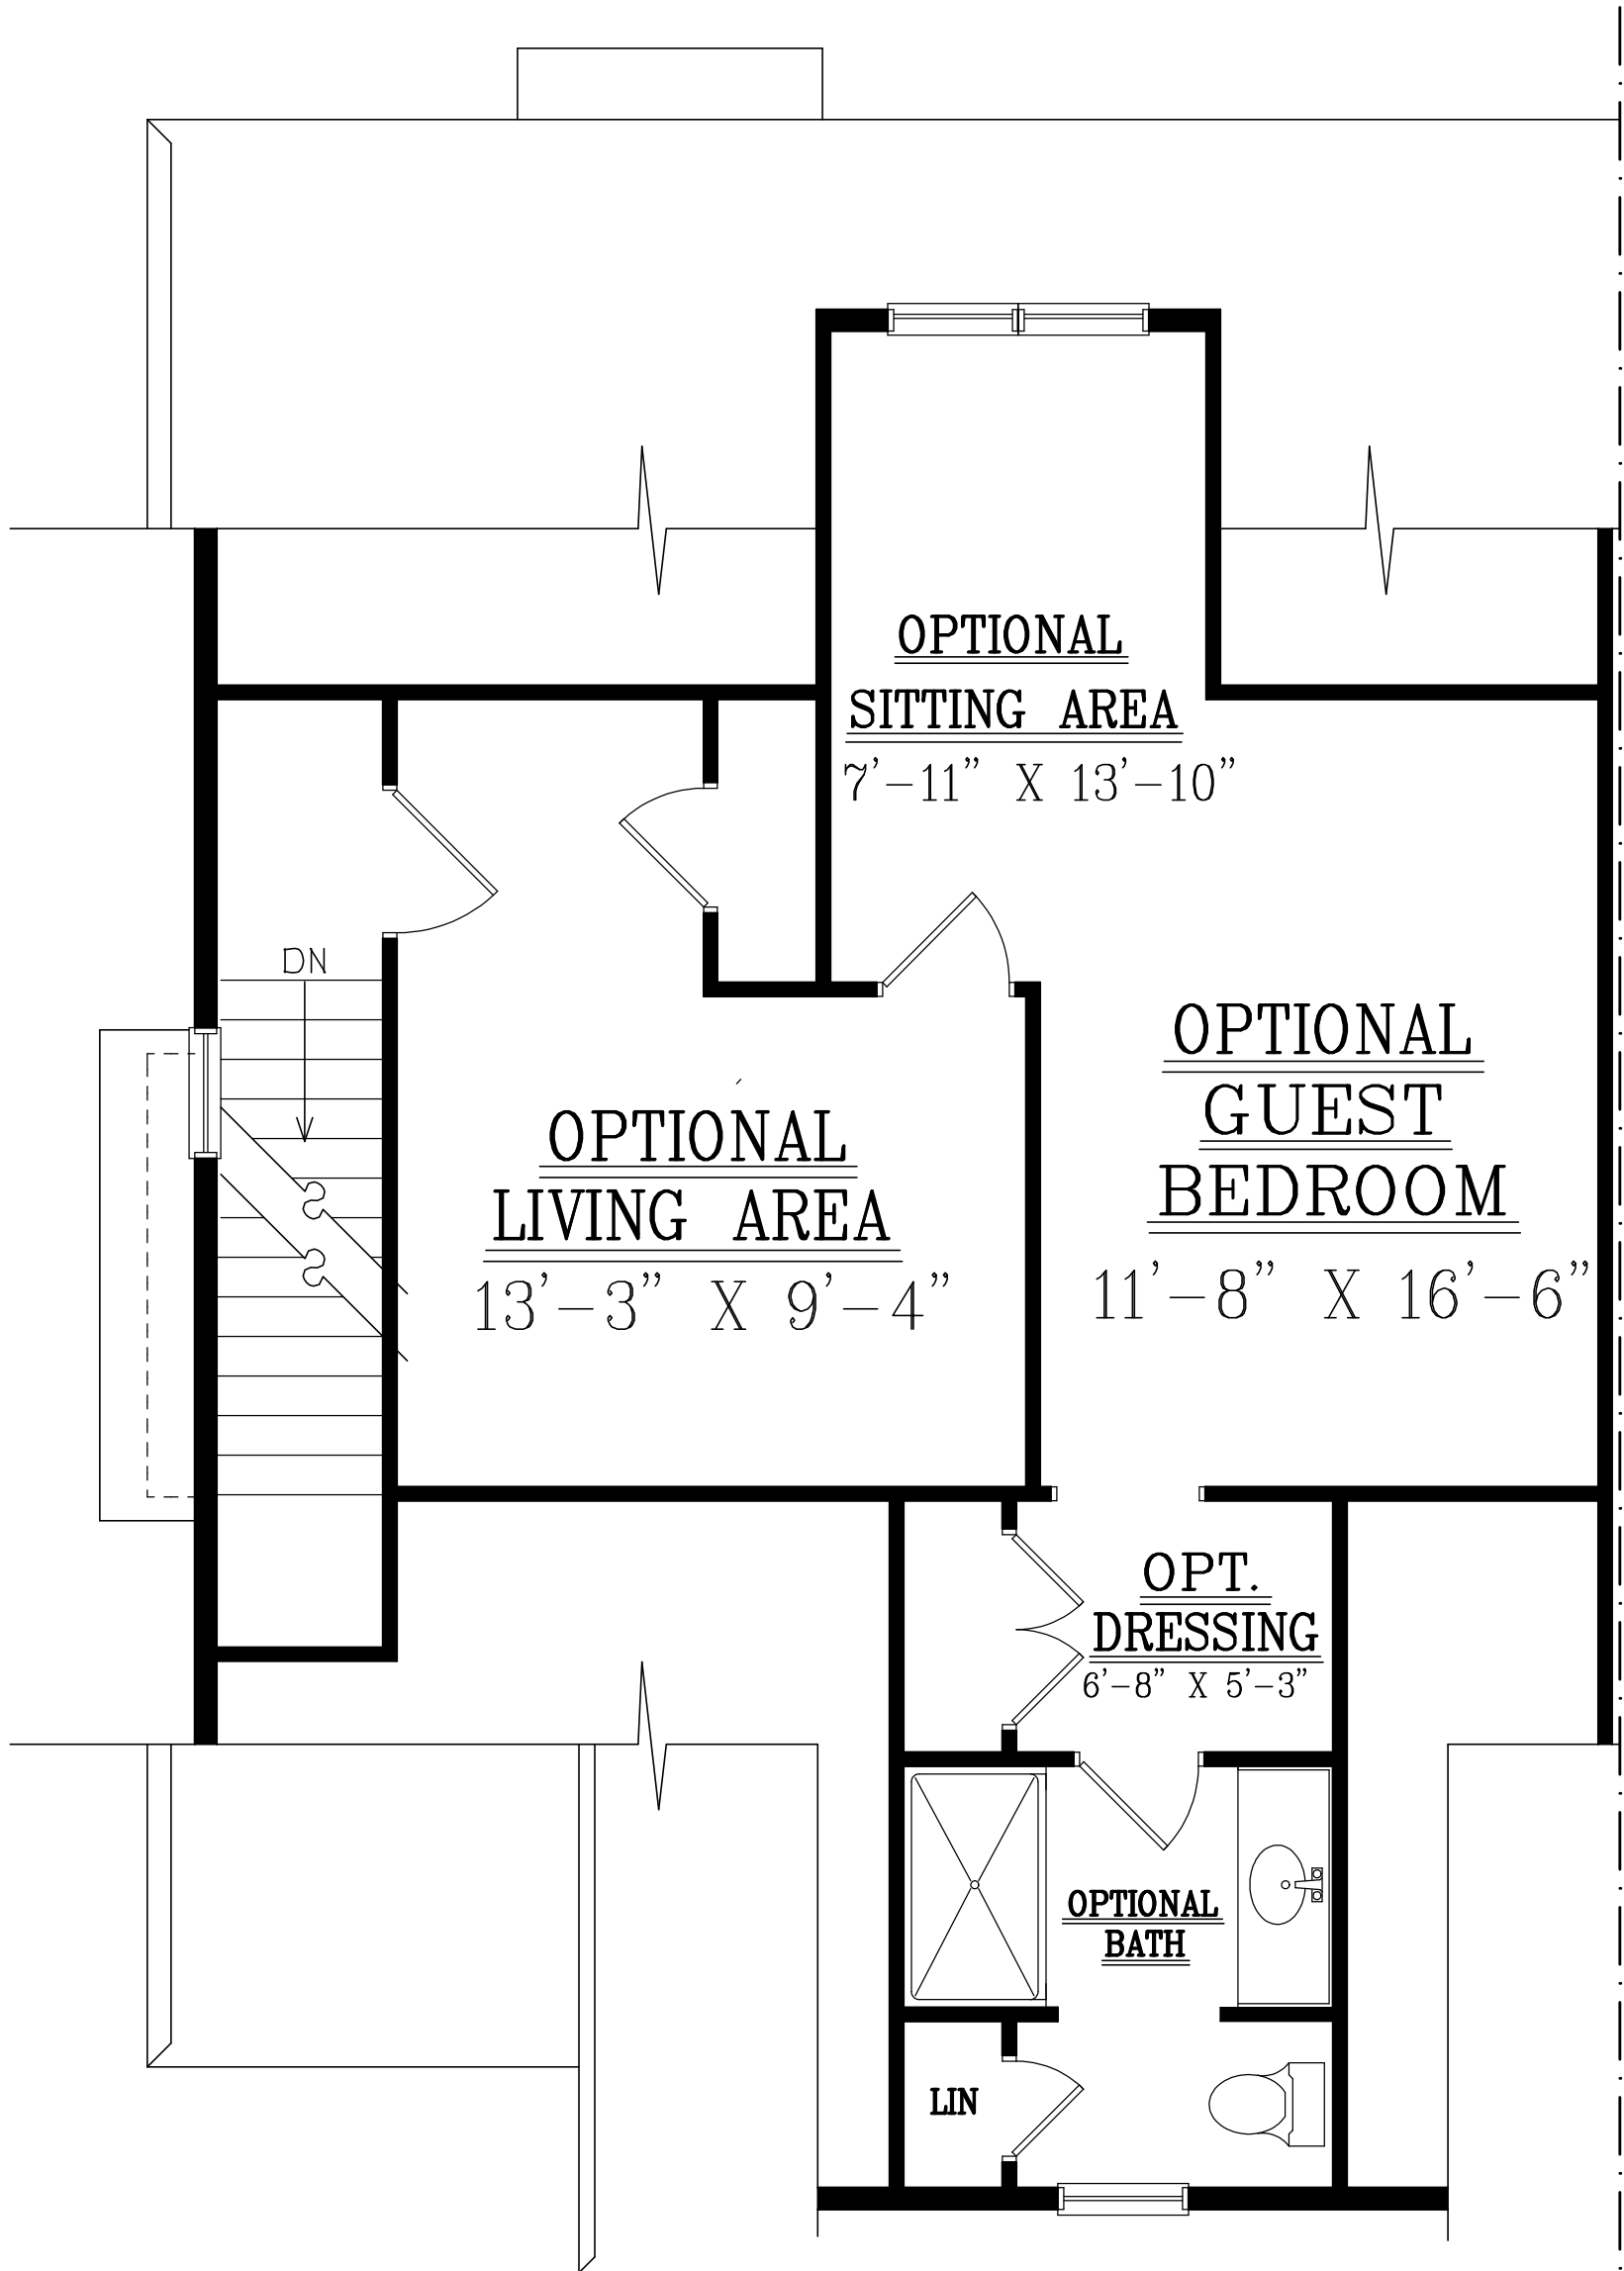 OPTIONAL
SITTING AREA
7'-11" X 13'-10"
DN
OPTIONAL
GUEST
BEDROOM
11'-8" X 16'-6"
OPTIONAL
LIVING AREA
13'-3" X 9'-4"
OPT.
DRESSING
6'-8" X 5'-3"
OPTIONAL
BATH
LIN